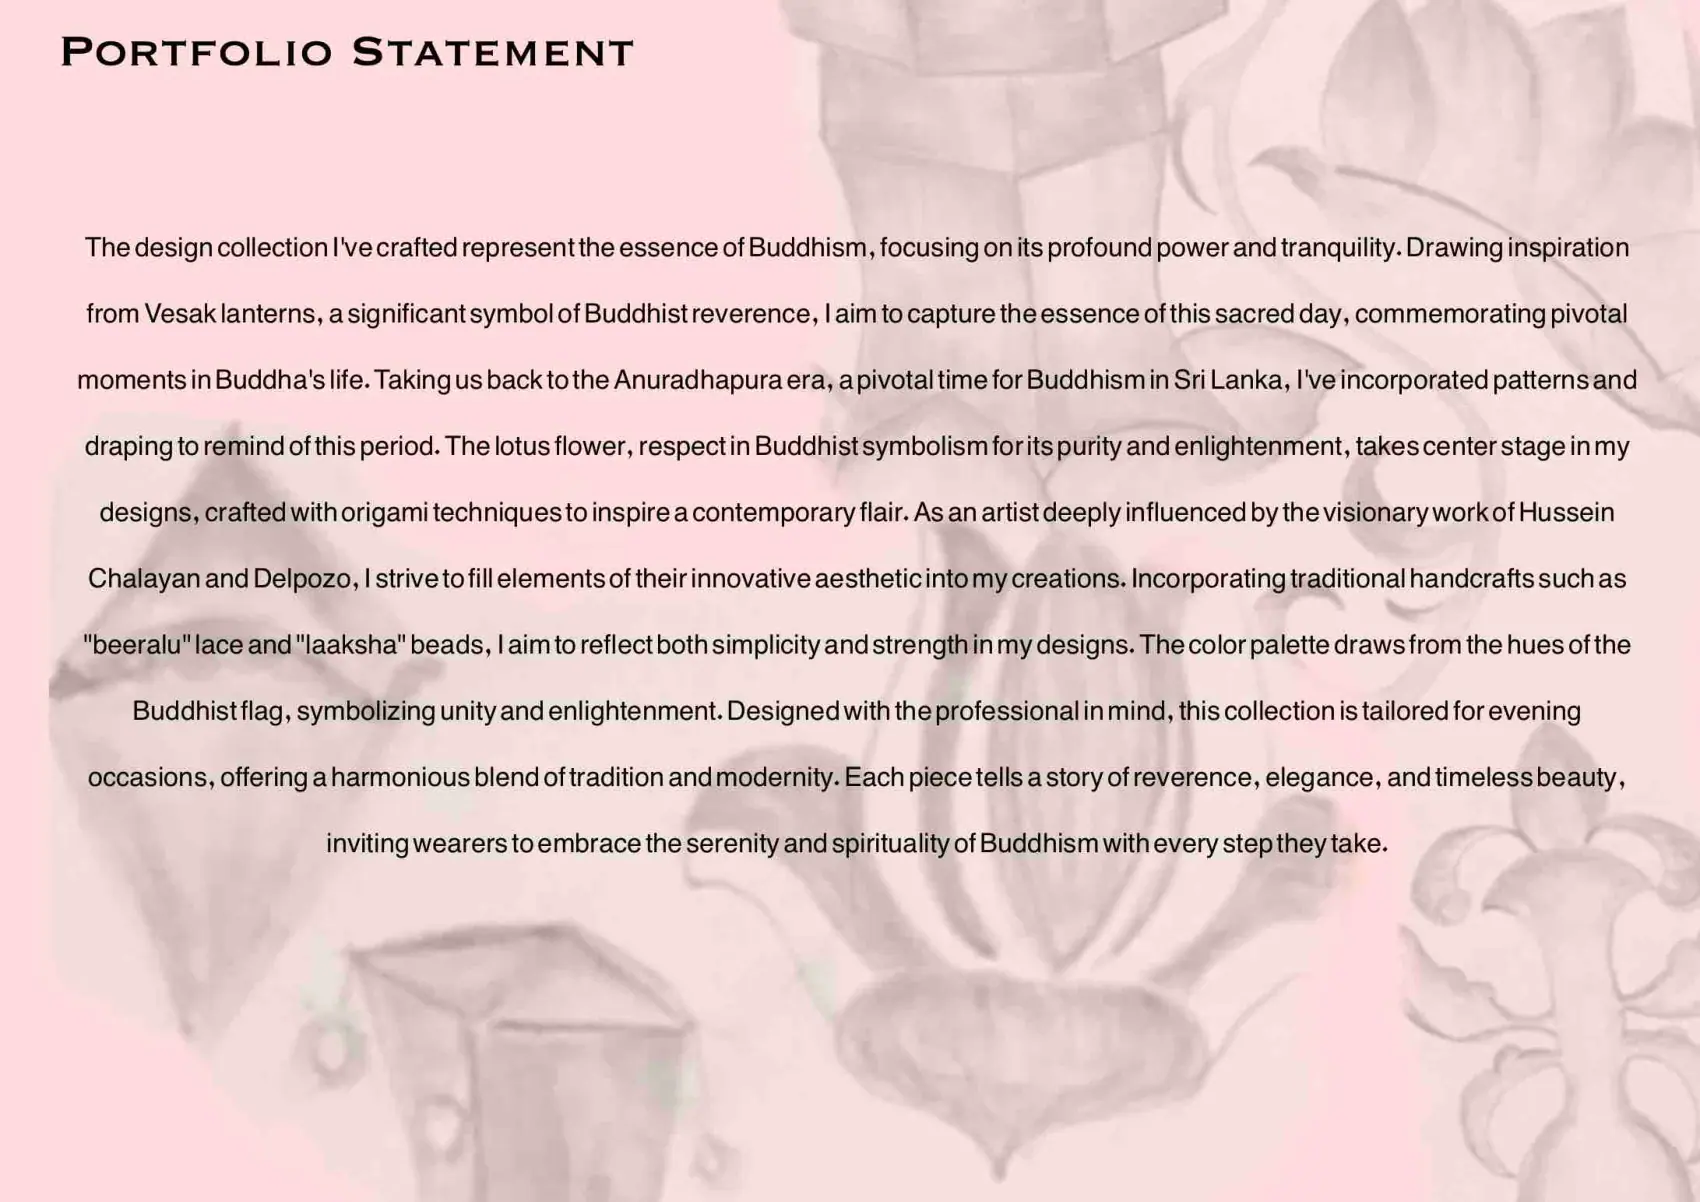 PORTFOLIO STATEMENT
The design collection I've crafted represent the essence of Buddhism, focusing on its profound power and tranquility. Drawing inspiration
from Vesak lanterns, a significant symbol of Buddhist reverence, I aim to capture the essence of this sacred day, commemorating pivotal
moments in Buddha's life. Taking us back to the Anuradhapura era, a pivotal time for Buddhism in Sri Lanka, I've incorporated patterns and
draping to remind of this period. The lotus flower, respect in Buddhist symbolism for its purity and enlightenment, takes center stage in my
designs, crafted with origami techniques to inspire a contemporary flair. As an artist deeply influenced by the visionary work of Hussein
Chalayan and Delpozo, I strive to fill elements of their innovative aesthetic into my creations. Incorporating traditional handcrafts such as
"beeralu" lace and "laaksha" beads, I aim to reflect both simplicity and strength in my designs. The color palette draws from the hues of the
Buddhist flag, symbolizing unity and enlightenment. Designed with the professional in mind, this collection is tailored for evening
occasions, offering a harmonious blend of tradition and modernity. Each piece tells a story of reverence, elegance, and timeless beauty,
inviting wearers to embrace the serenity and spirituality of Buddhism with every step they take.